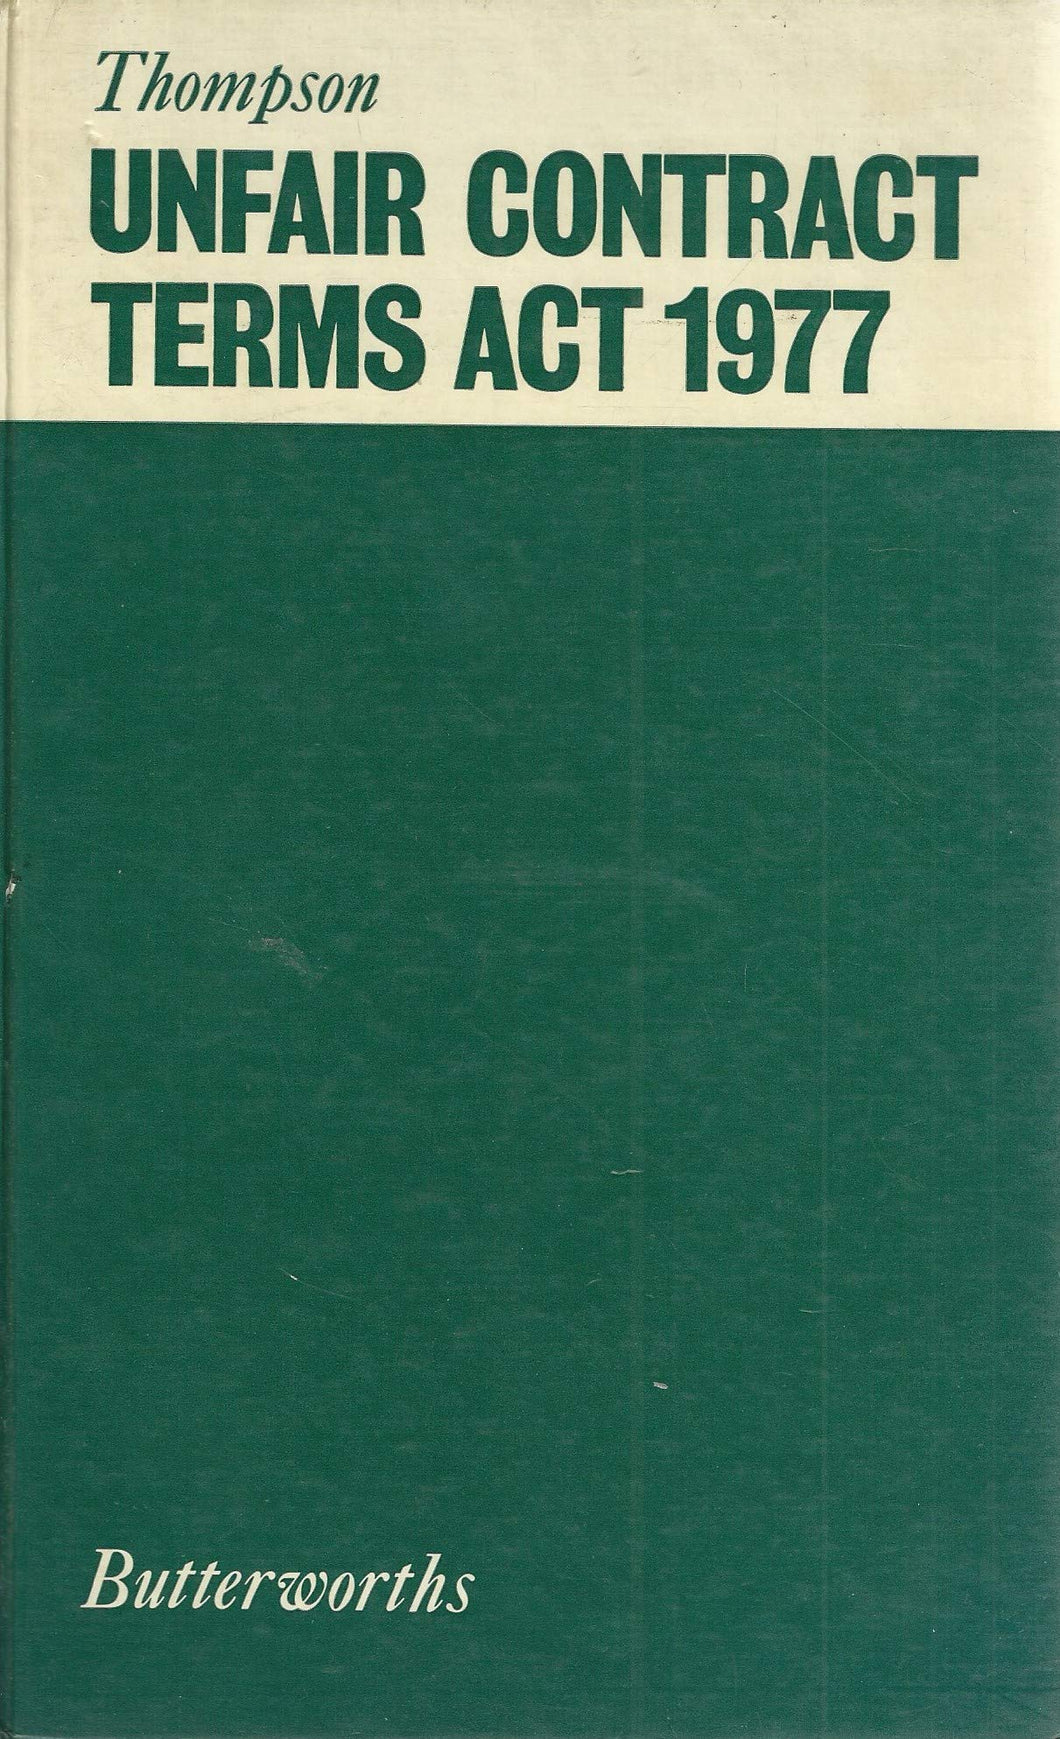 Thompson
UNFAIR CONTRACT
TERMS ACT 1977
Butterworths